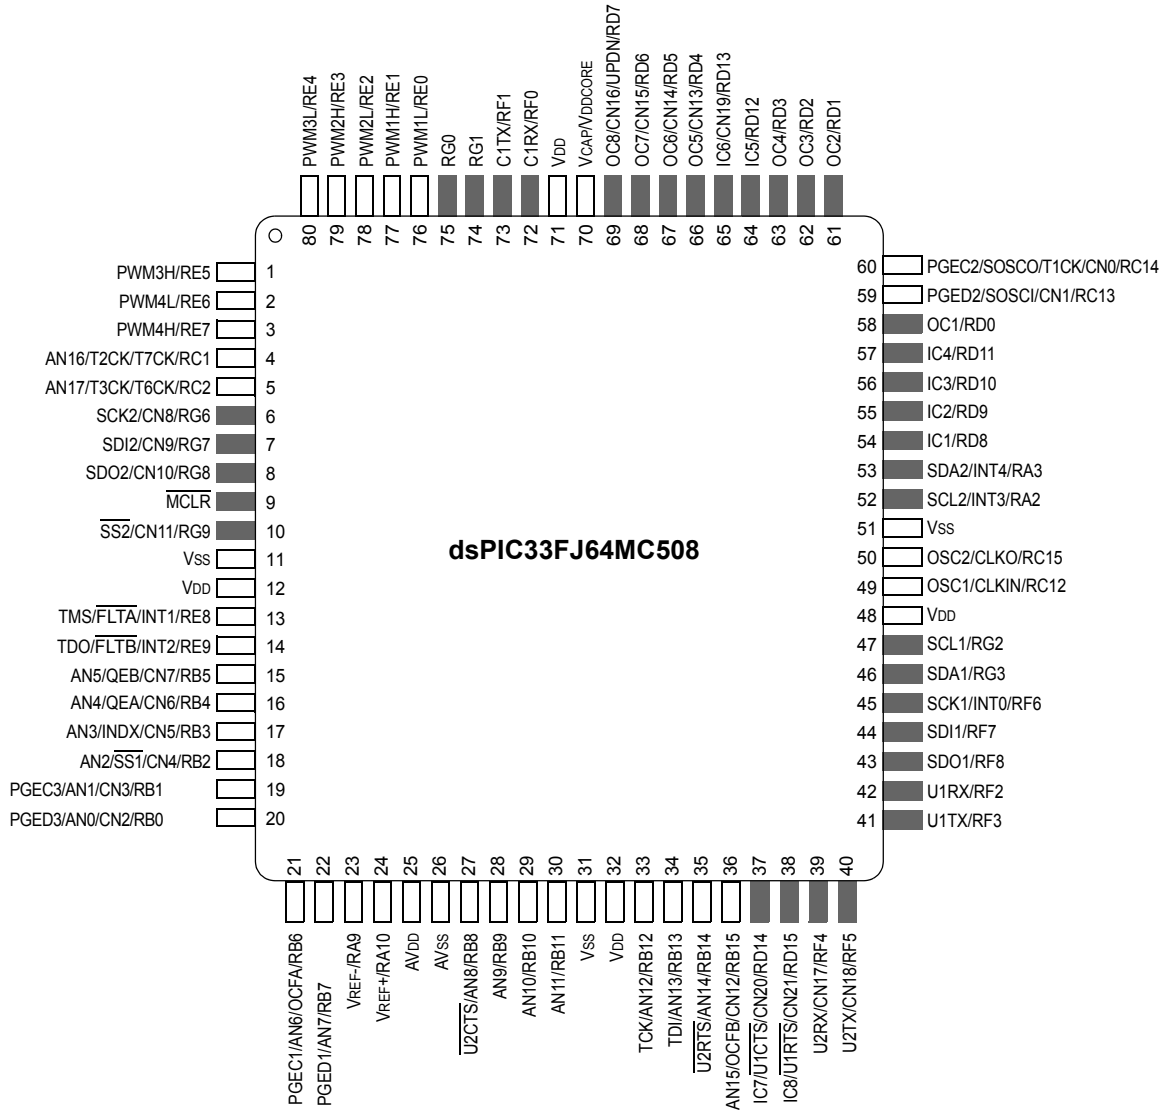 PWM3L/RE4
PWM2H/RE3
PWM2L/RE2
PWM1H/RE1
PWM1L/RE0
RG0
RG1
C1TX/RF1
C1RX/RF0
VDD
VCAP/VDDCORE
OC8/CN16/UPDN/RD7
OC7/CN15/RD6
OC6/CN14/RD5
OC5/CN13/RD4
IC6/CN19/RD13
IC5/RD12
OC4/RD3
OC3/RD2
OC2/RD1
80
79
78
77
76
75
74
73
72
71
70
69
68
67
66
65
64
63
62
61
PWM3H/RE5 1
PWM4L/RE6 2
PWM4H/RE7 3
AN16/T2CK/T7CK/RC1 4
AN17/T3CK/T6CK/RC2 5
SCK2/CN8/RG6 6
SDI2/CN9/RG7 7
SDO2/CN10/RG8 8
MCLR 9
SS2/CN11/RG9 10
VSS 11
VDD 12
TMS/FLTA/INT1/RE8 13
TDO/FLTB/INT2/RE9 14
AN5/QEB/CN7/RB5 15
AN4/QEA/CN6/RB4 16
AN3/INDX/CN5/RB3 17
AN2/SS1/CN4/RB2 18
PGEC3/AN1/CN3/RB1 19
PGED3/AN0/CN2/RB0 20
dsPIC33FJ64MC508
60 PGEC2/SOSCO/T1CK/CN0/RC14
59 PGED2/SOSCI/CN1/RC13
58 OC1/RD0
57 IC4/RD11
56 IC3/RD10
55 IC2/RD9
54 IC1/RD8
53 SDA2/INT4/RA3
52 SCL2/INT3/RA2
51 VSS
50 OSC2/CLKO/RC15
49 OSC1/CLKIN/RC12
48 VDD
47 SCL1/RG2
46 SDA1/RG3
45 SCK1/INT0/RF6
44 SDI1/RF7
43 SDO1/RF8
42 U1RX/RF2
41 U1TX/RF3
21
22
23
24
25
26
27
28
29
30
31
32
33
34
35
36
37
38
39
40
PGEC1/AN6/OCFA/RB6
PGED1/AN7/RB7
VREF-/RA9
VREF+/RA10
AVDD
AVSS
U2CTS/AN8/RB8
AN9/RB9
AN10/RB10
AN11/RB11
VSS
VDD
TCK/AN12/RB12
TDI/AN13/RB13
U2RTS/AN14/RB14
AN15/OCFB/CN12/RB15
IC7/U1CTS/CN20/RD14
IC8/U1RTS/CN21/RD15
U2RX/CN17/RF4
U2TX/CN18/RF5